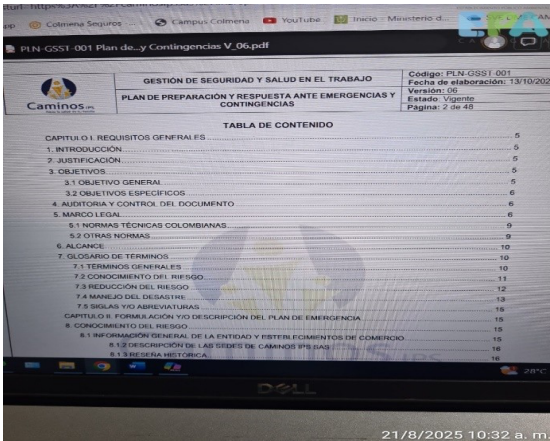 Colmena Seguros
Campus Colmena
YouTube
Inicio - Ministerio d...
PLN-GSST-001 Plan de...y Contingencias V_06.pdf
Caminos IPS
GESTIÓN DE SEGURIDAD Y SALUD EN EL TRABAJO
PLAN DE PREPARACIÓN Y RESPUESTA ANTE EMERGENCIAS Y
CONTINGENCIAS
Código: PLN-GSST-001
Fecha de elaboración: 13/10/202
Versión: 06
Estado: Vigente
Página: 2 de 48
TABLA DE CONTENIDO
CAPITULO I. REQUISITOS GENERALES 5
1. INTRODUCCIÓN 5
2. JUSTIFICACIÓN 5
3. OBJETIVOS 5
3.1 OBJETIVO GENERAL 5
3.2 OBJETIVOS ESPECÍFICOS 6
4. AUDITORIA Y CONTROL DEL DOCUMENTO 6
5. MARCO LEGAL 6
5.1 NORMAS TÉCNICAS COLOMBIANAS 9
5.2 OTRAS NORMAS 9
6. ALCANCE 10
7. GLOSARIO DE TÉRMINOS 10
7.1 TÉRMINOS GENERALES 10
7.2 CONOCIMIENTO DEL RIESGO 11
7.3 REDUCCIÓN DEL RIESGO 12
7.4 MANEJO DEL DESASTRE 13
7.5 SIGLAS Y/O ABREVIATURAS 15
CAPITULO II. FORMULACIÓN Y/O DESCRIPCIÓN DEL PLAN DE EMERGENCIA 15
8. CONOCIMIENTO DEL RIESGO 15
8.1 INFORMACIÓN GENERAL DE LA ENTIDAD Y ESTEBLECIMIENTOS DE COMERCIO 15
8.1.2 DESCRIPCIÓN DE LAS SEDES DE CAMINOS IPS SAS 16
8.1.3 RESEÑA HISTÓRICA 16
28°C
DELL
21/8/2025 10:32 a. m.